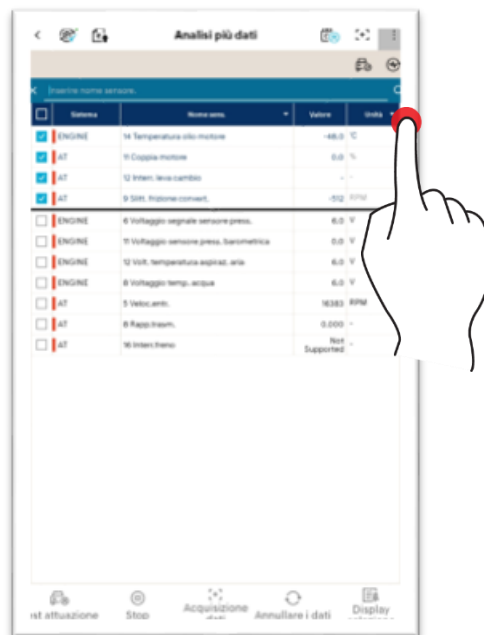 Analisi più dati
Inserire nome sensore.
Sistema Nome sens. Valore Unità
ENGINE 14 Temperatura olio motore -48,0 °C
AT 11 Coppia motore 0.0 %
AT 12 Interr. leva cambio - -
AT 9 Slitt. frizione convert. -512 RPM
ENGINE 6 Voltaggio segnale sensore press. 6.0 V
ENGINE 11 Voltaggio sensore press. barometrica 0.0 V
ENGINE 12 Volt. temperatura aspiraz. aria 6.0 V
ENGINE 8 Voltaggio temp. acqua 6.0 V
AT 5 Veloc.entr. 16383 RPM
AT 8 Rapp.trasm. 0.000 -
AT 16 Interr.freno Not Supported -
st attuazione Stop Acquisizione dati Annullare i dati Display